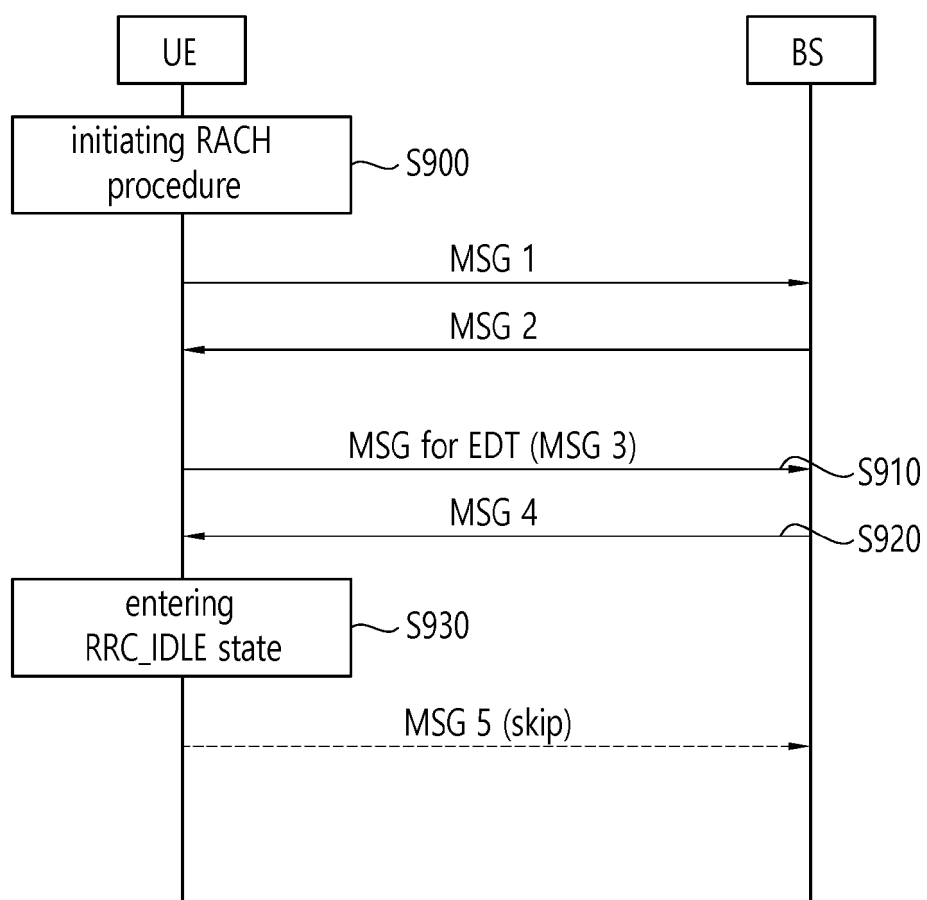 UE
BS
initiating RACH
procedure
S900
MSG 1
MSG 2
MSG for EDT (MSG 3)
S910
MSG 4
S920
entering
RRC_IDLE state
S930
MSG 5 (skip)